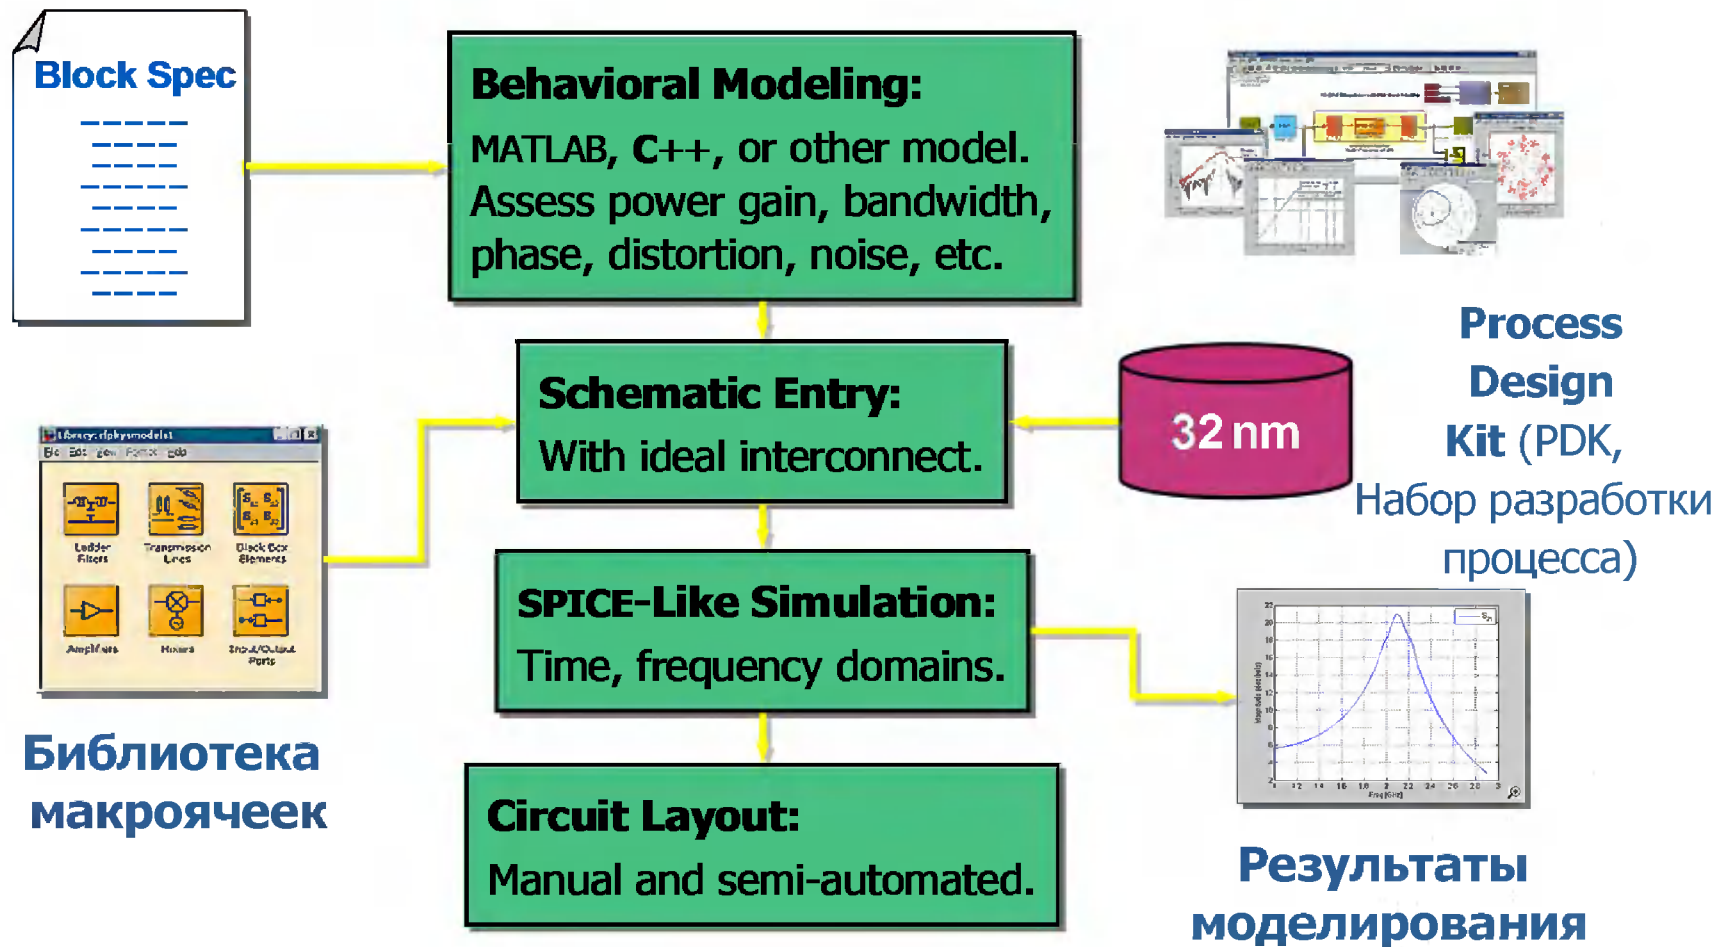 Block Spec
Behavioral Modeling:
MATLAB, C++, or other model.
Assess power gain, bandwidth,
phase, distortion, noise, etc.
Process
Design
Kit (PDK,
Набор разработки
процесса)
Schematic Entry:
With ideal interconnect.
32 nm
Ladder
Filters
Transmission
Lines
Black Box
Elements
Amplifiers
Mixers
Input/Output
Ports
Библиотека
макроячеек
SPICE-Like Simulation:
Time, frequency domains.
Circuit Layout:
Manual and semi-automated.
Freq [GHz]
Результаты
моделирования